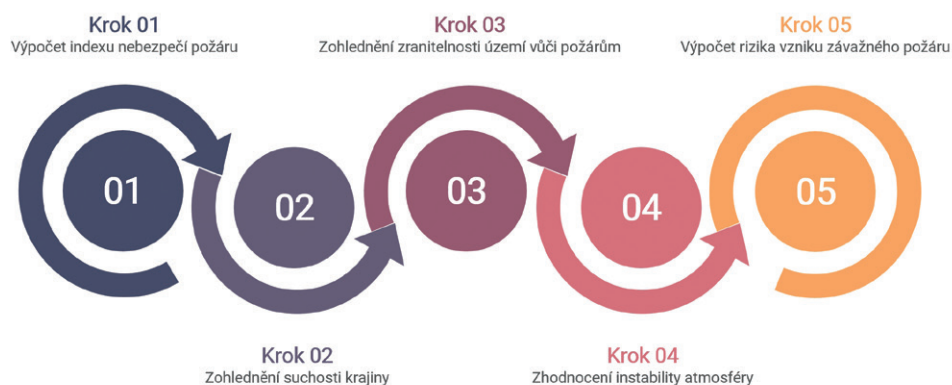 Krok 01
Výpočet indexu nebezpečí požáru
Krok 03
Zohlednění zranitelnosti území vůči požárům
Krok 05
Výpočet rizika vzniku závažného požáru
01
02
03
04
05
Krok 02
Zohlednění suchosti krajiny
Krok 04
Zhodnocení instability atmosféry